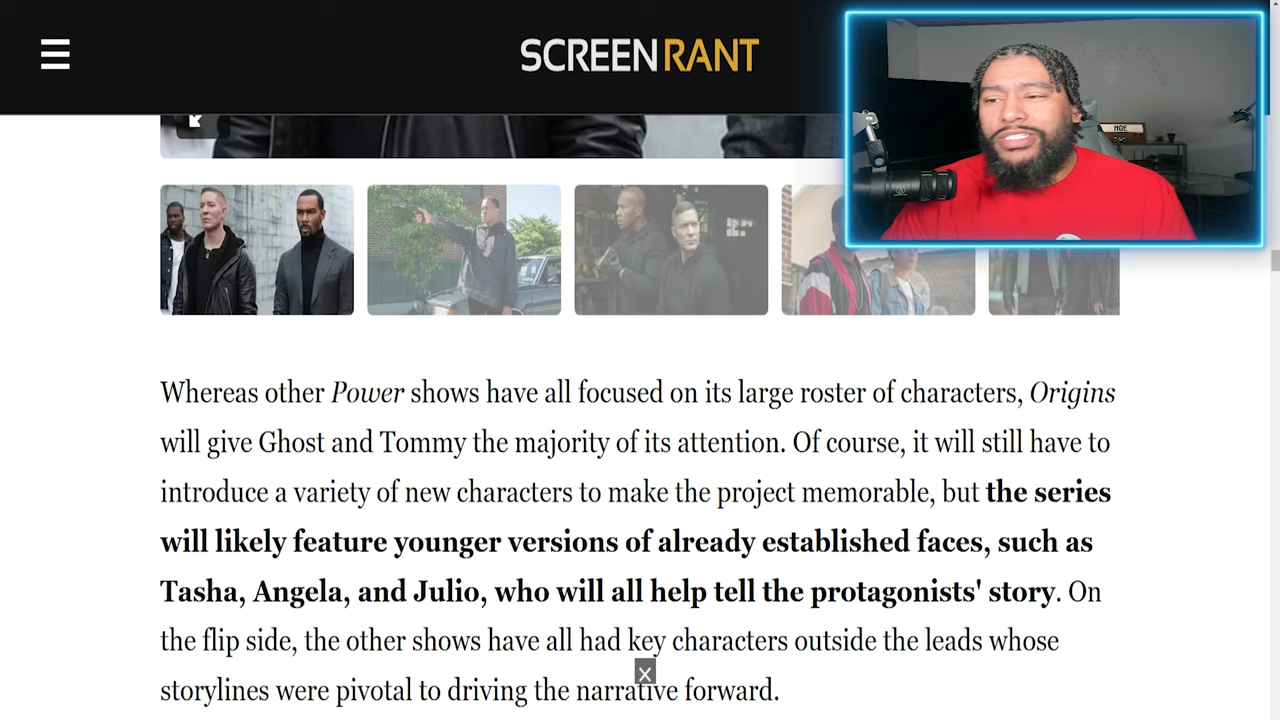 SCREENRANT
MOE
Whereas other Power shows have all focused on its large roster of characters, Origins
will give Ghost and Tommy the majority of its attention. Of course, it will still have to
introduce a variety of new characters to make the project memorable, but the series
will likely feature younger versions of already established faces, such as
Tasha, Angela, and Julio, who will all help tell the protagonists' story. On
the flip side, the other shows have all had key characters outside the leads whose
storylines were pivotal to driving the narrative forward.